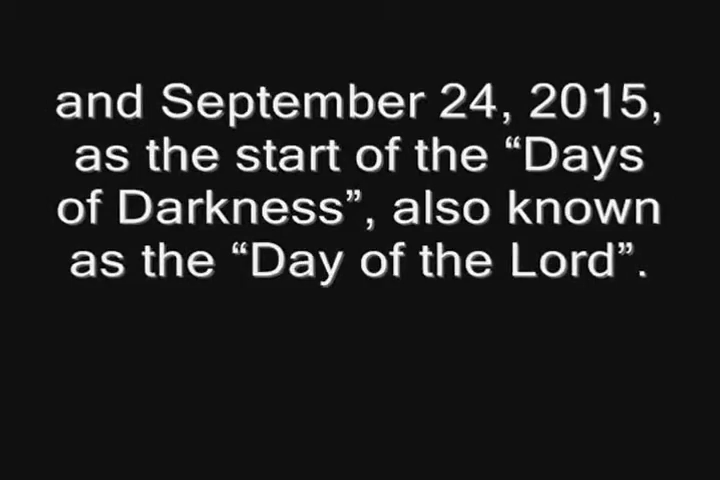 and September 24, 2015,
as the start of the “Days
of Darkness”, also known
as the “Day of the Lord”.